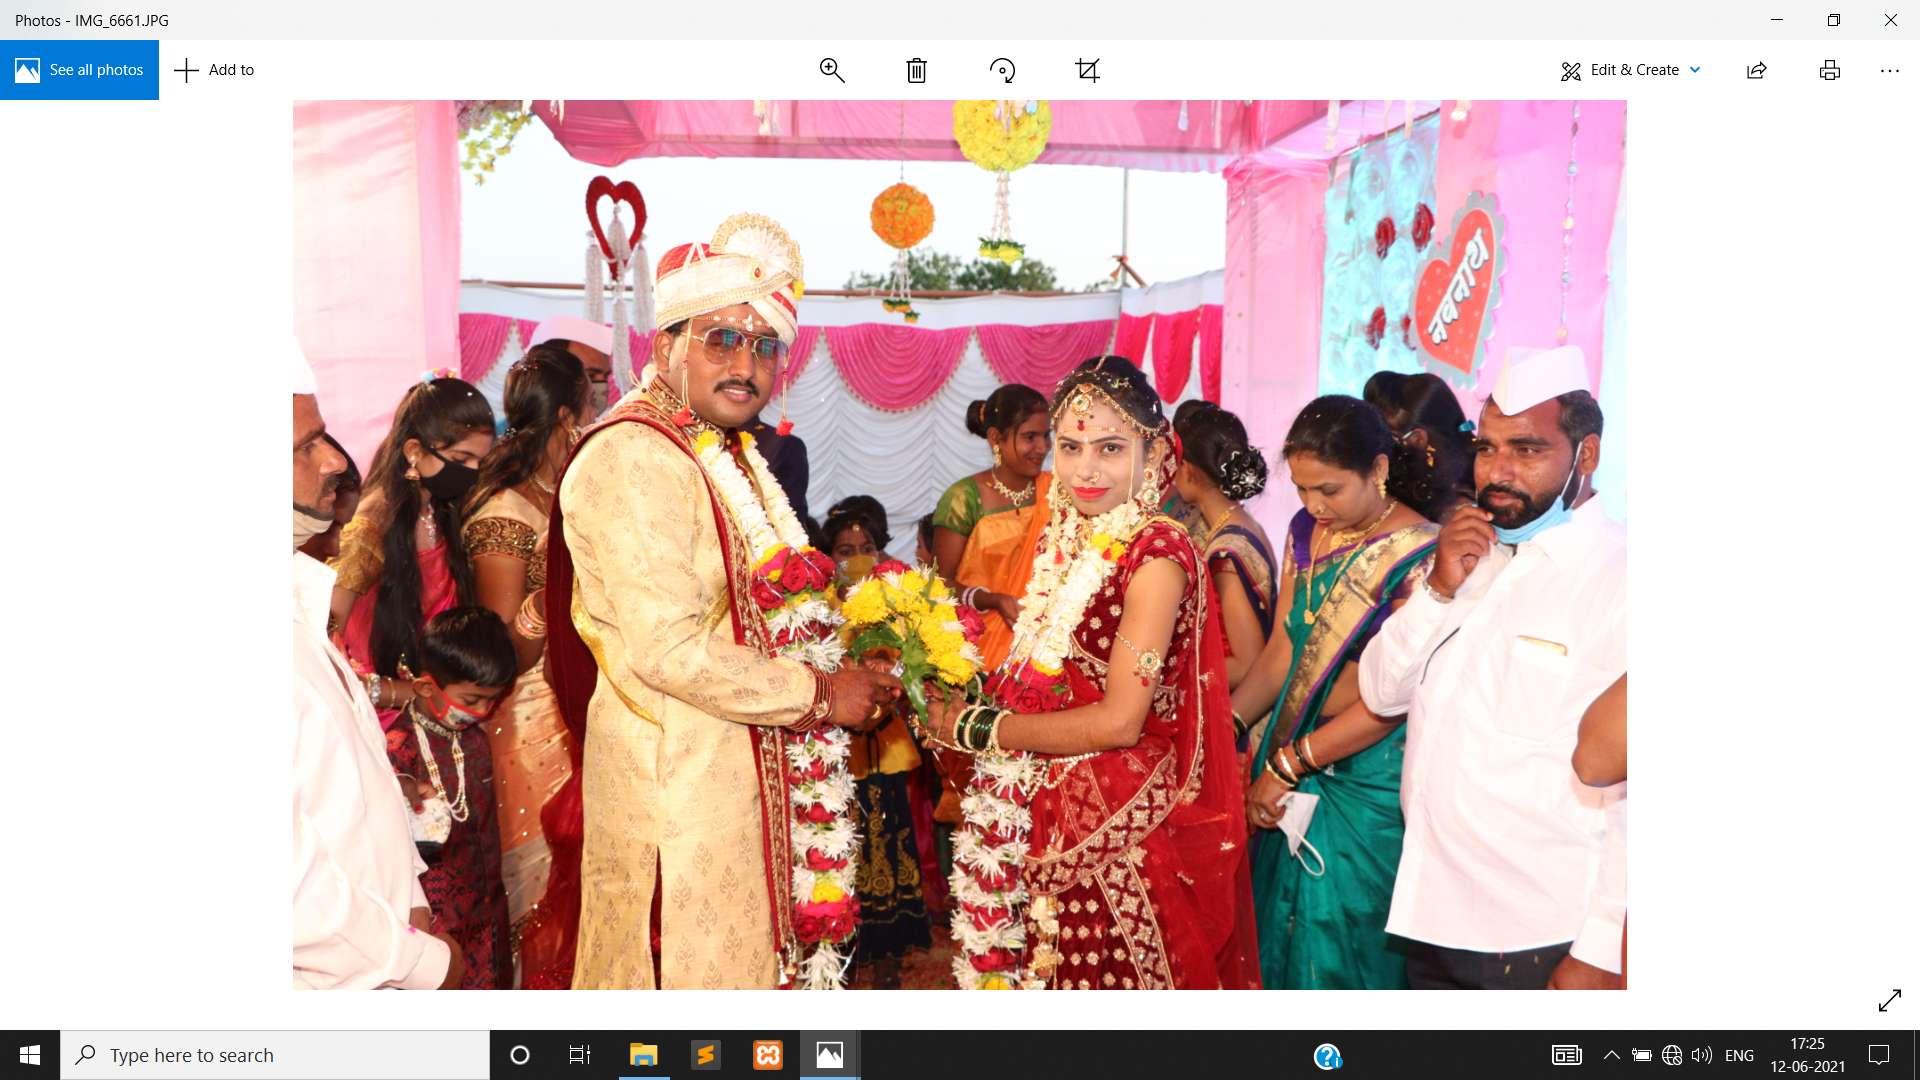 Photos - IMG_6661.JPG
See all photos
Add to
Edit & Create
नवनाथ
Type here to search
ENG
17:25
12-06-2021